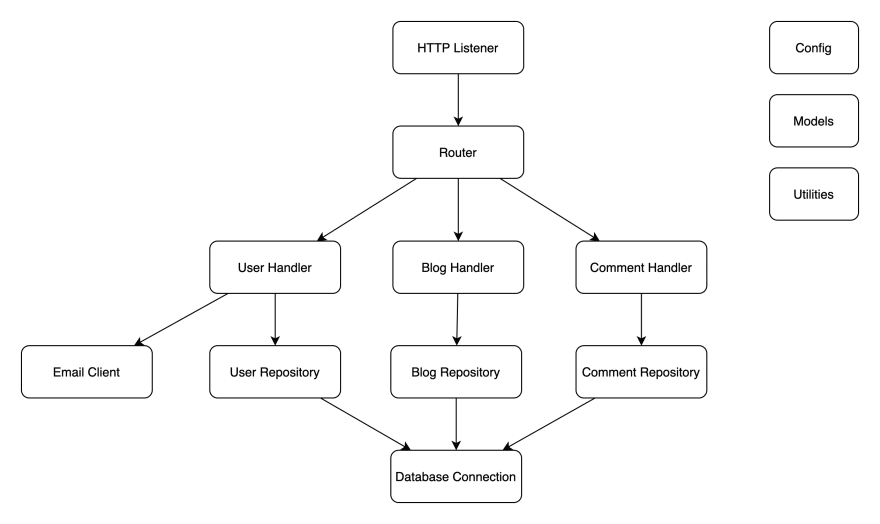 HTTP Listener
Config
Models
Router
Utilities
User Handler
Blog Handler
Comment Handler
Email Client
User Repository
Blog Repository
Comment Repository
Database Connection